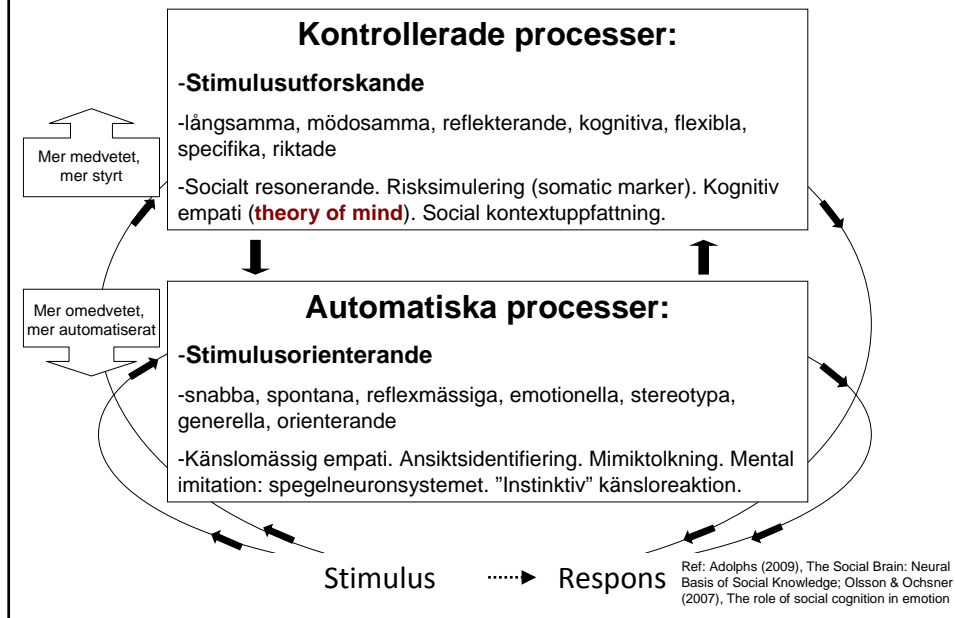 Kontrollerade processer:
-Stimulusutforskande
-långsamma, mödosamma, reflekterande, kognitiva, flexibla,
specifika, riktade
-Socialt resonerande. Risksimulering (somatic marker). Kognitiv
empati (theory of mind). Social kontextuppfattning.
Mer medvetet,
mer styrt
Mer omedvetet,
mer automatiserat
Automatiska processer:
-Stimulusorienterande
-snabba, spontana, reflexmässiga, emotionella, stereotypa,
generella, orienterande
-Känslomässig empati. Ansiktsidentifiering. Mimiktolkning. Mental
imitation: spegelneuronsystemet. ”Instinktiv” känsloreaktion.
Stimulus
Respons
Ref: Adolphs (2009), The Social Brain: Neural
Basis of Social Knowledge; Olsson & Ochsner
(2007), The role of social cognition in emotion